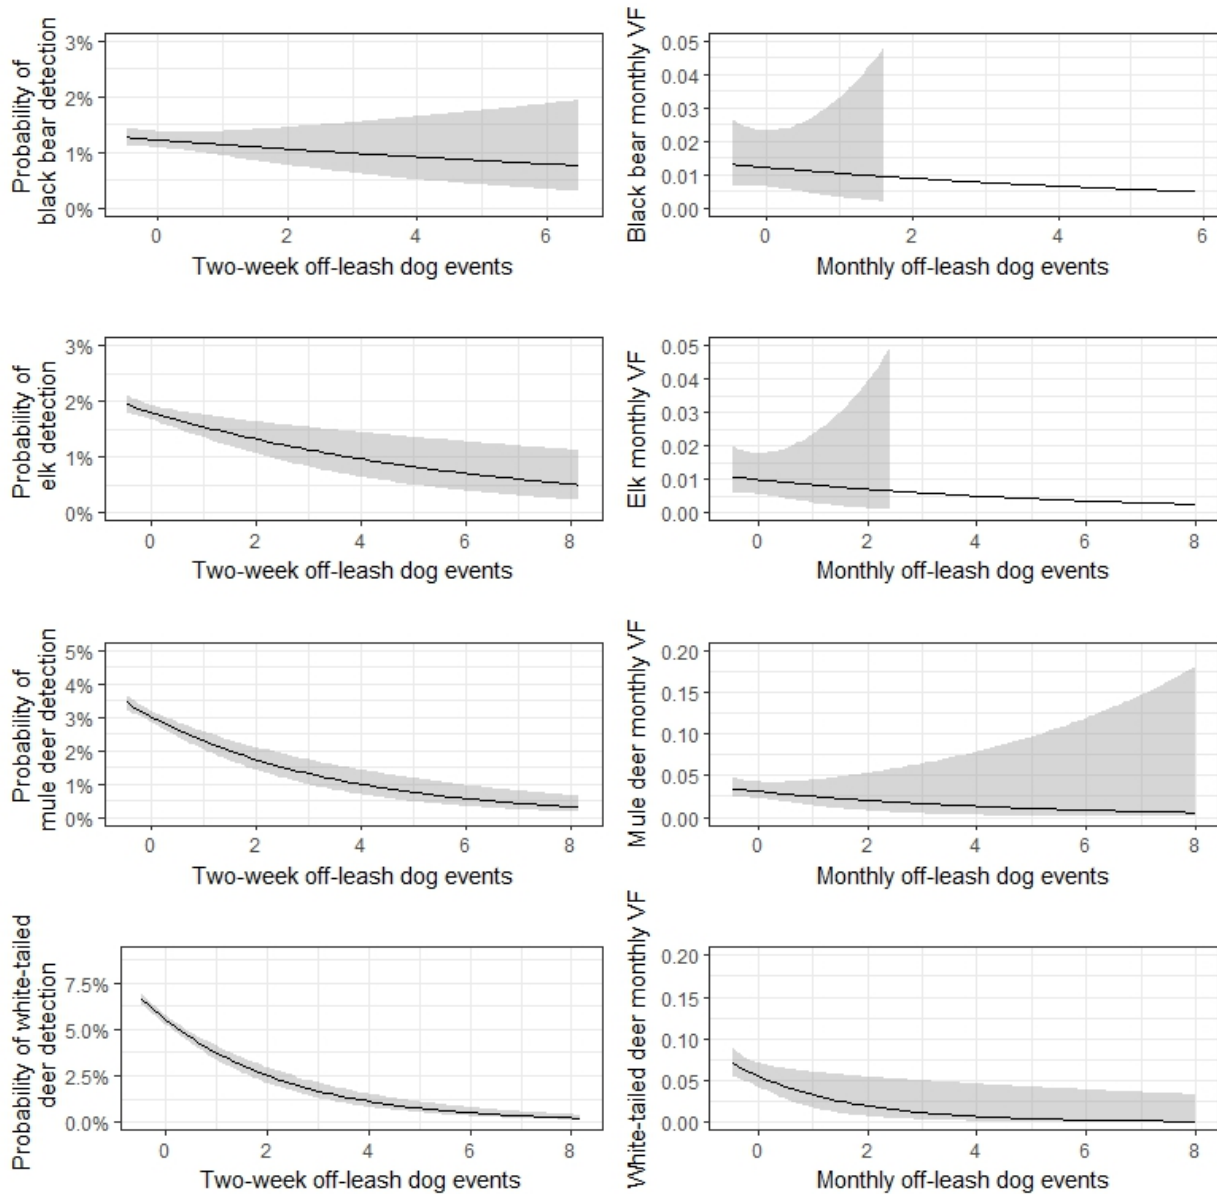 Probability of
black bear detection
3%
2%
1%
0%
0 2 4 6
Two-week off-leash dog events
Black bear monthly VF
0.05
0.04
0.03
0.02
0.01
0.00
0 2 4 6
Monthly off-leash dog events
Probability of
elk detection
3%
2%
1%
0%
0 2 4 6 8
Two-week off-leash dog events
Elk monthly VF
0.05
0.04
0.03
0.02
0.01
0.00
0 2 4 6 8
Monthly off-leash dog events
Probability of
mule deer detection
5%
4%
3%
2%
1%
0%
0 2 4 6 8
Two-week off-leash dog events
Mule deer monthly VF
0.20
0.15
0.10
0.05
0.00
0 2 4 6 8
Monthly off-leash dog events
Probability of white-tailed
deer detection
7.5%
5.0%
2.5%
0.0%
0 2 4 6 8
Two-week off-leash dog events
White-tailed deer monthly VF
0.20
0.15
0.10
0.05
0.00
0 2 4 6 8
Monthly off-leash dog events